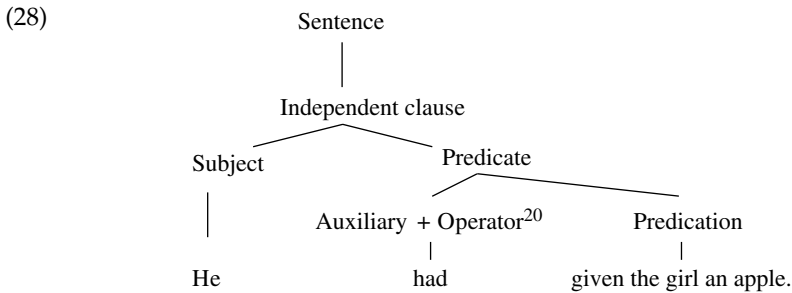 (28)
Sentence
Independent clause
Subject Predicate
Auxiliary + Operator20 Predication
He had given the girl an apple.